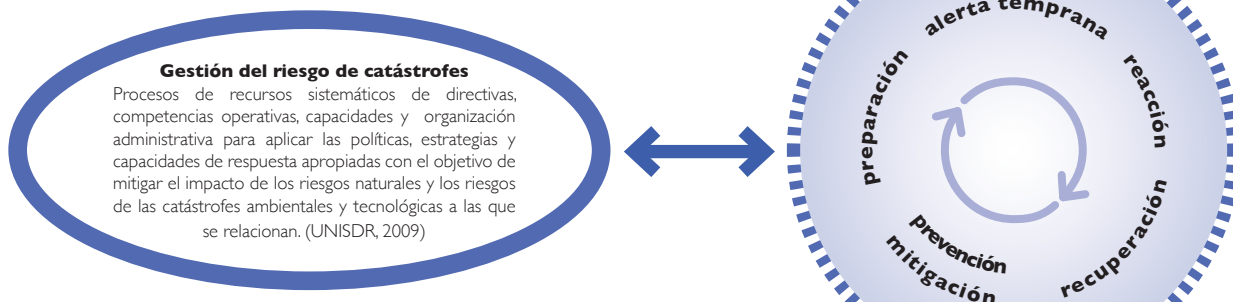 Gestión del riesgo de catástrofes
Procesos de recursos sistemáticos de directivas,
competencias operativas, capacidades y organización
administrativa para aplicar las políticas, estrategias y
capacidades de respuesta apropiadas con el objetivo de
mitigar el impacto de los riesgos naturales y los riesgos
de las catástrofes ambientales y tecnológicas a las que
se relacionan. (UNISDR, 2009)
alerta temprana
reacción
recuperación
prevención
mitigación
preparación